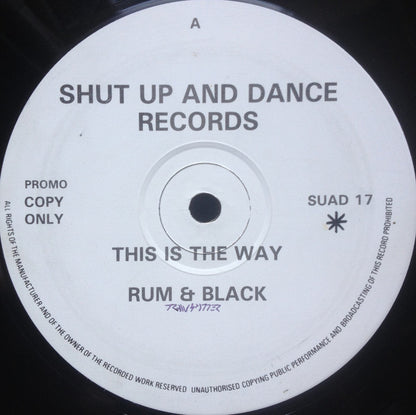 A
SHUT UP AND DANCE
RECORDS
PROMO
COPY
ONLY
SUAD 17
*
THIS IS THE WAY
RUM & BLACK
ALL RIGHTS OF THE MANUFACTURER AND OF THE OWNER OF THE RECORDED WORK RESERVED UNAUTHORISED COPYING PUBLIC PERFORMANCE AND BROADCASTING OF THIS RECORD PROHIBITED